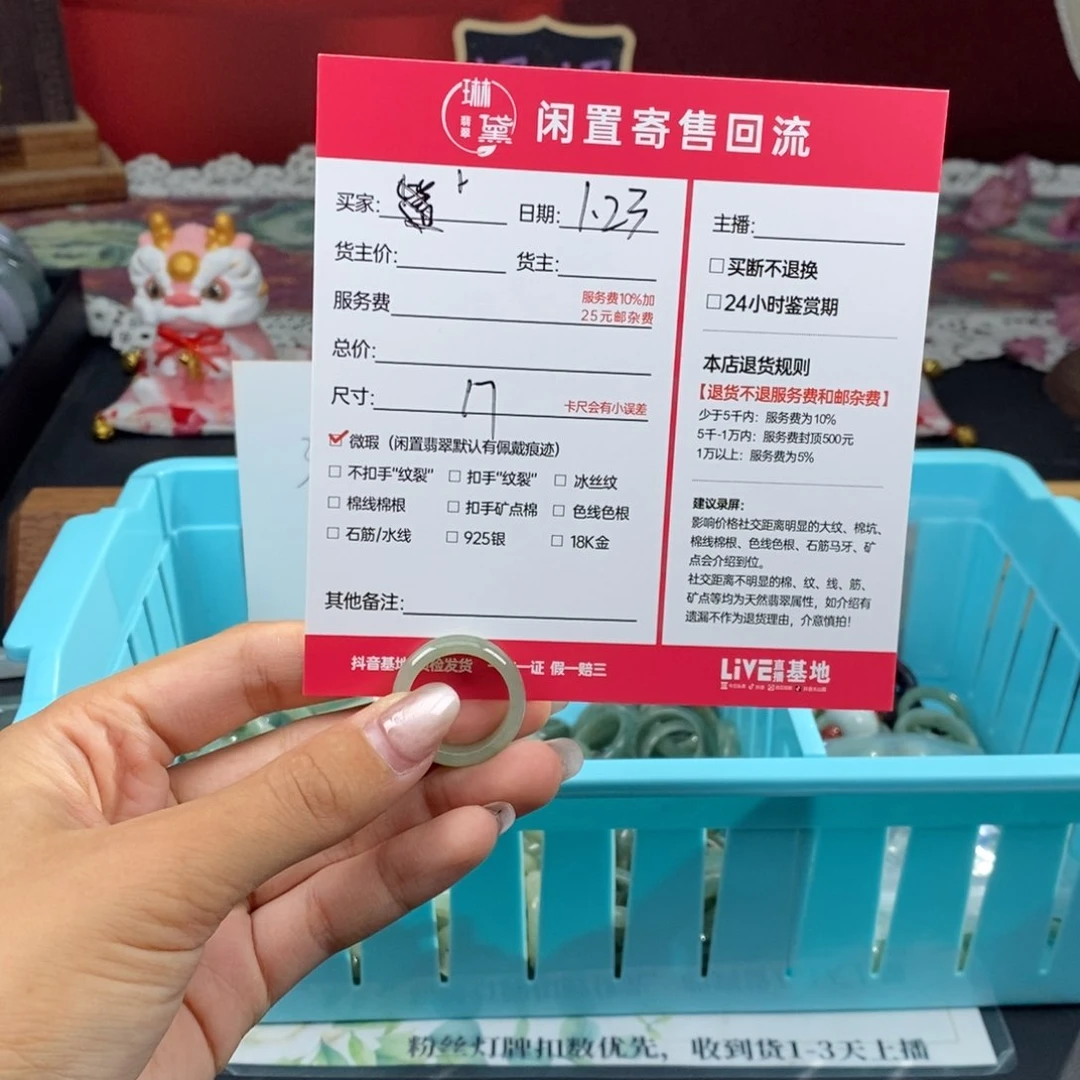 琳
翡翠 黛
闲置寄售回流
买家:
日期: 1.23
货主价:
货主:
服务费
服务费10%加
25元邮杂费
总价:
尺寸: 17
卡尺会有小误差
☑微瑕（闲置翡翠默认有佩戴痕迹）
□ 不扣手“纹裂” □ 扣手“纹裂” □ 冰丝纹
□ 棉线棉根 □ 扣手矿点棉 □ 色线色根
□ 石筋/水线 □ 925银 □ 18K金
其他备注:
主播:
□买断不退换
□24小时鉴赏期
本店退货规则
【退货不退服务费和邮杂费】
少于5千内：服务费为10%
5千-1万内：服务费封顶500元
1万以上：服务费为5%
建议录屏：
影响价格社交距离明显的大纹、棉坑、
棉线棉根、色线色根、石筋马牙、矿
点会介绍到位。
社交距离不明显的棉、纹、线、筋、
矿点等均为天然翡翠属性，如介绍有
遗漏不作为退货理由，介意慎拍！
抖音基地 质检发货 一证 假一赔三
LIVE直播基地
粉丝灯牌扣数优先，收到货1-3天上播